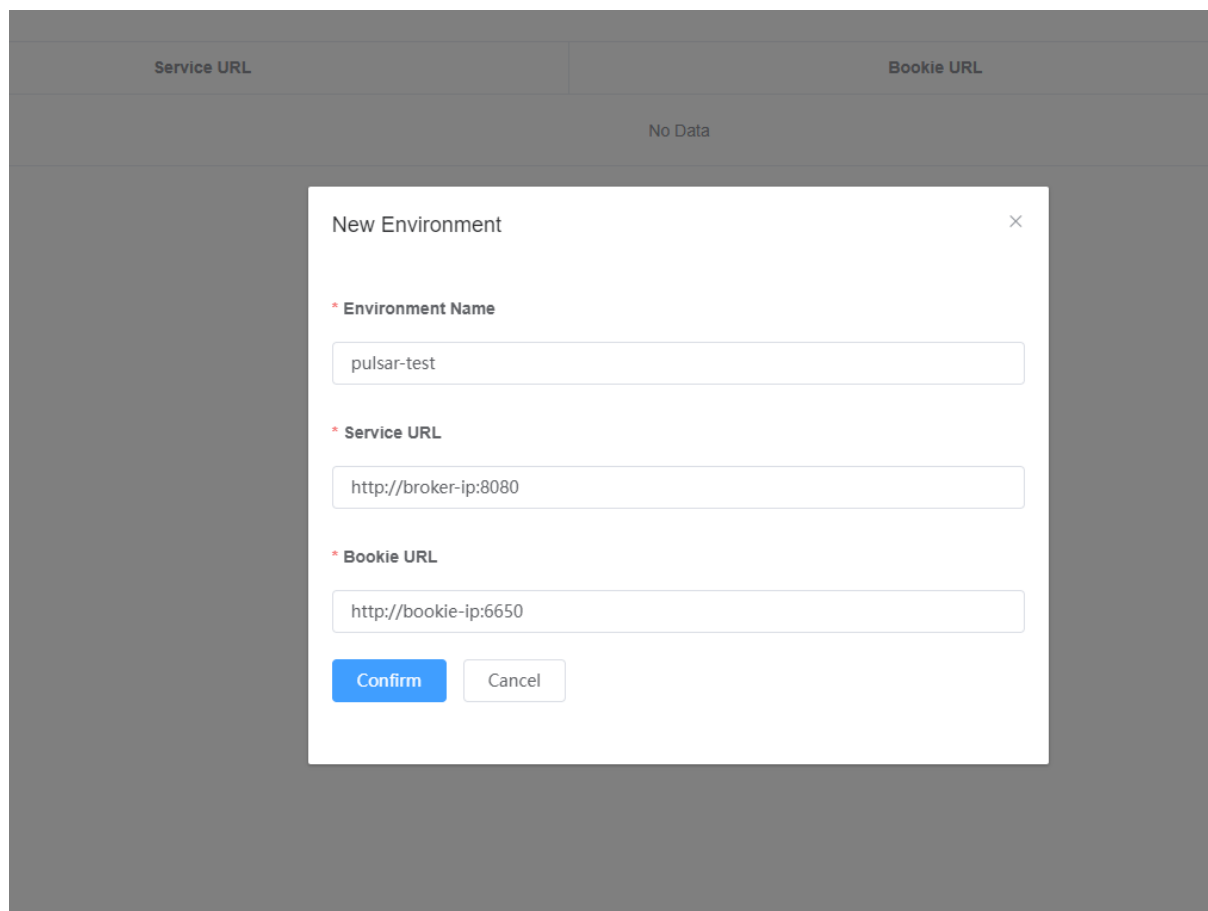 Service URL Bookie URL
No Data
New Environment
* Environment Name
pulsar-test
* Service URL
http://broker-ip:8080
* Bookie URL
http://bookie-ip:6650
Confirm Cancel